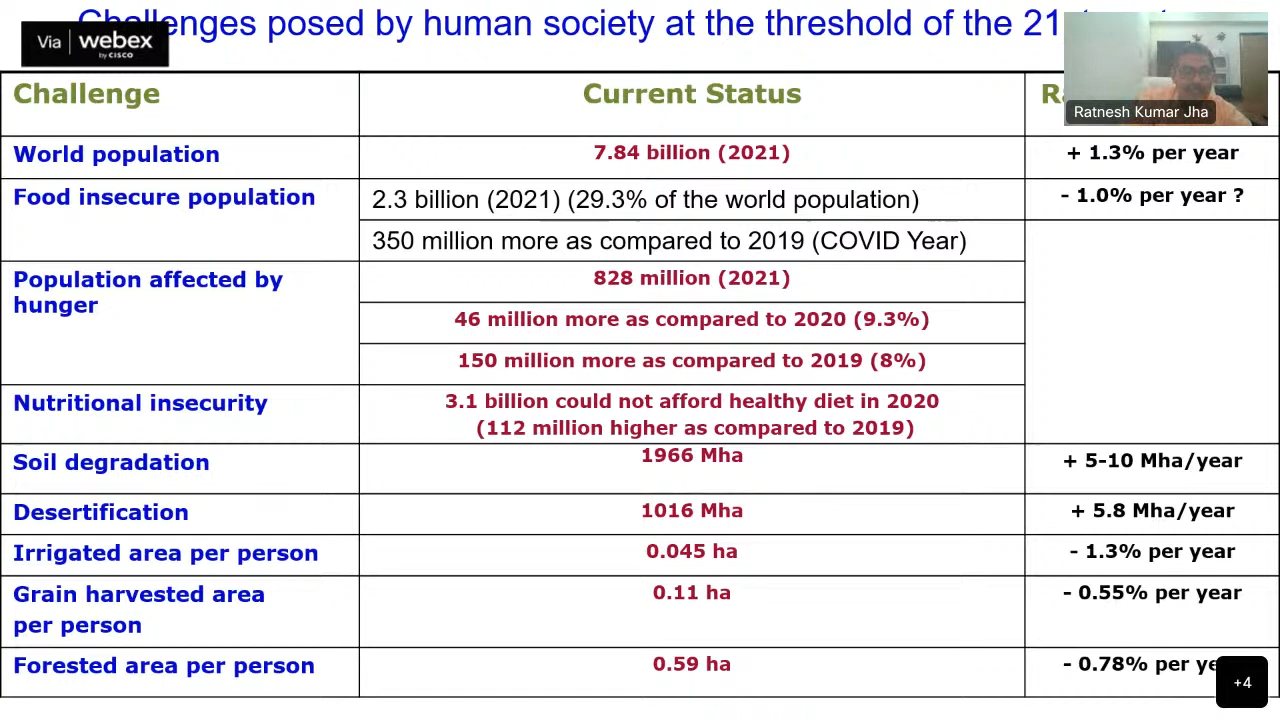 posed by human society at the threshold of the
Via webex
by CISCO
Ratnesh Kumar Jha
Challenge Current Status
World population 7.84 billion (2021) + 1.3% per year
Food insecure population 2.3 billion (2021) (29.3% of the world population) - 1.0% per year ?
350 million more as compared to 2019 (COVID Year)
Population affected by 828 million (2021)
hunger
46 million more as compared to 2020 (9.3%)
150 million more as compared to 2019 (8%)
Nutritional insecurity 3.1 billion could not afford healthy diet in 2020
(112 million higher as compared to 2019)
Soil degradation 1966 Mha + 5-10 Mha/year
Desertification 1016 Mha + 5.8 Mha/year
Irrigated area per person 0.045 ha - 1.3% per year
Grain harvested area 0.11 ha - 0.55% per year
per person
Forested area per person 0.59 ha - 0.78% per
+4